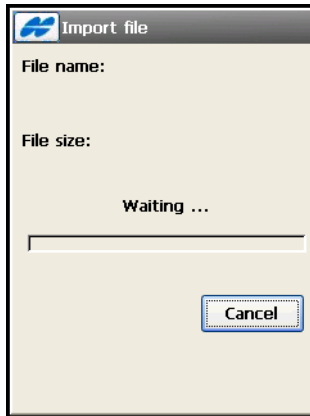 Import file
File name:
File size:
Waiting ...
Cancel